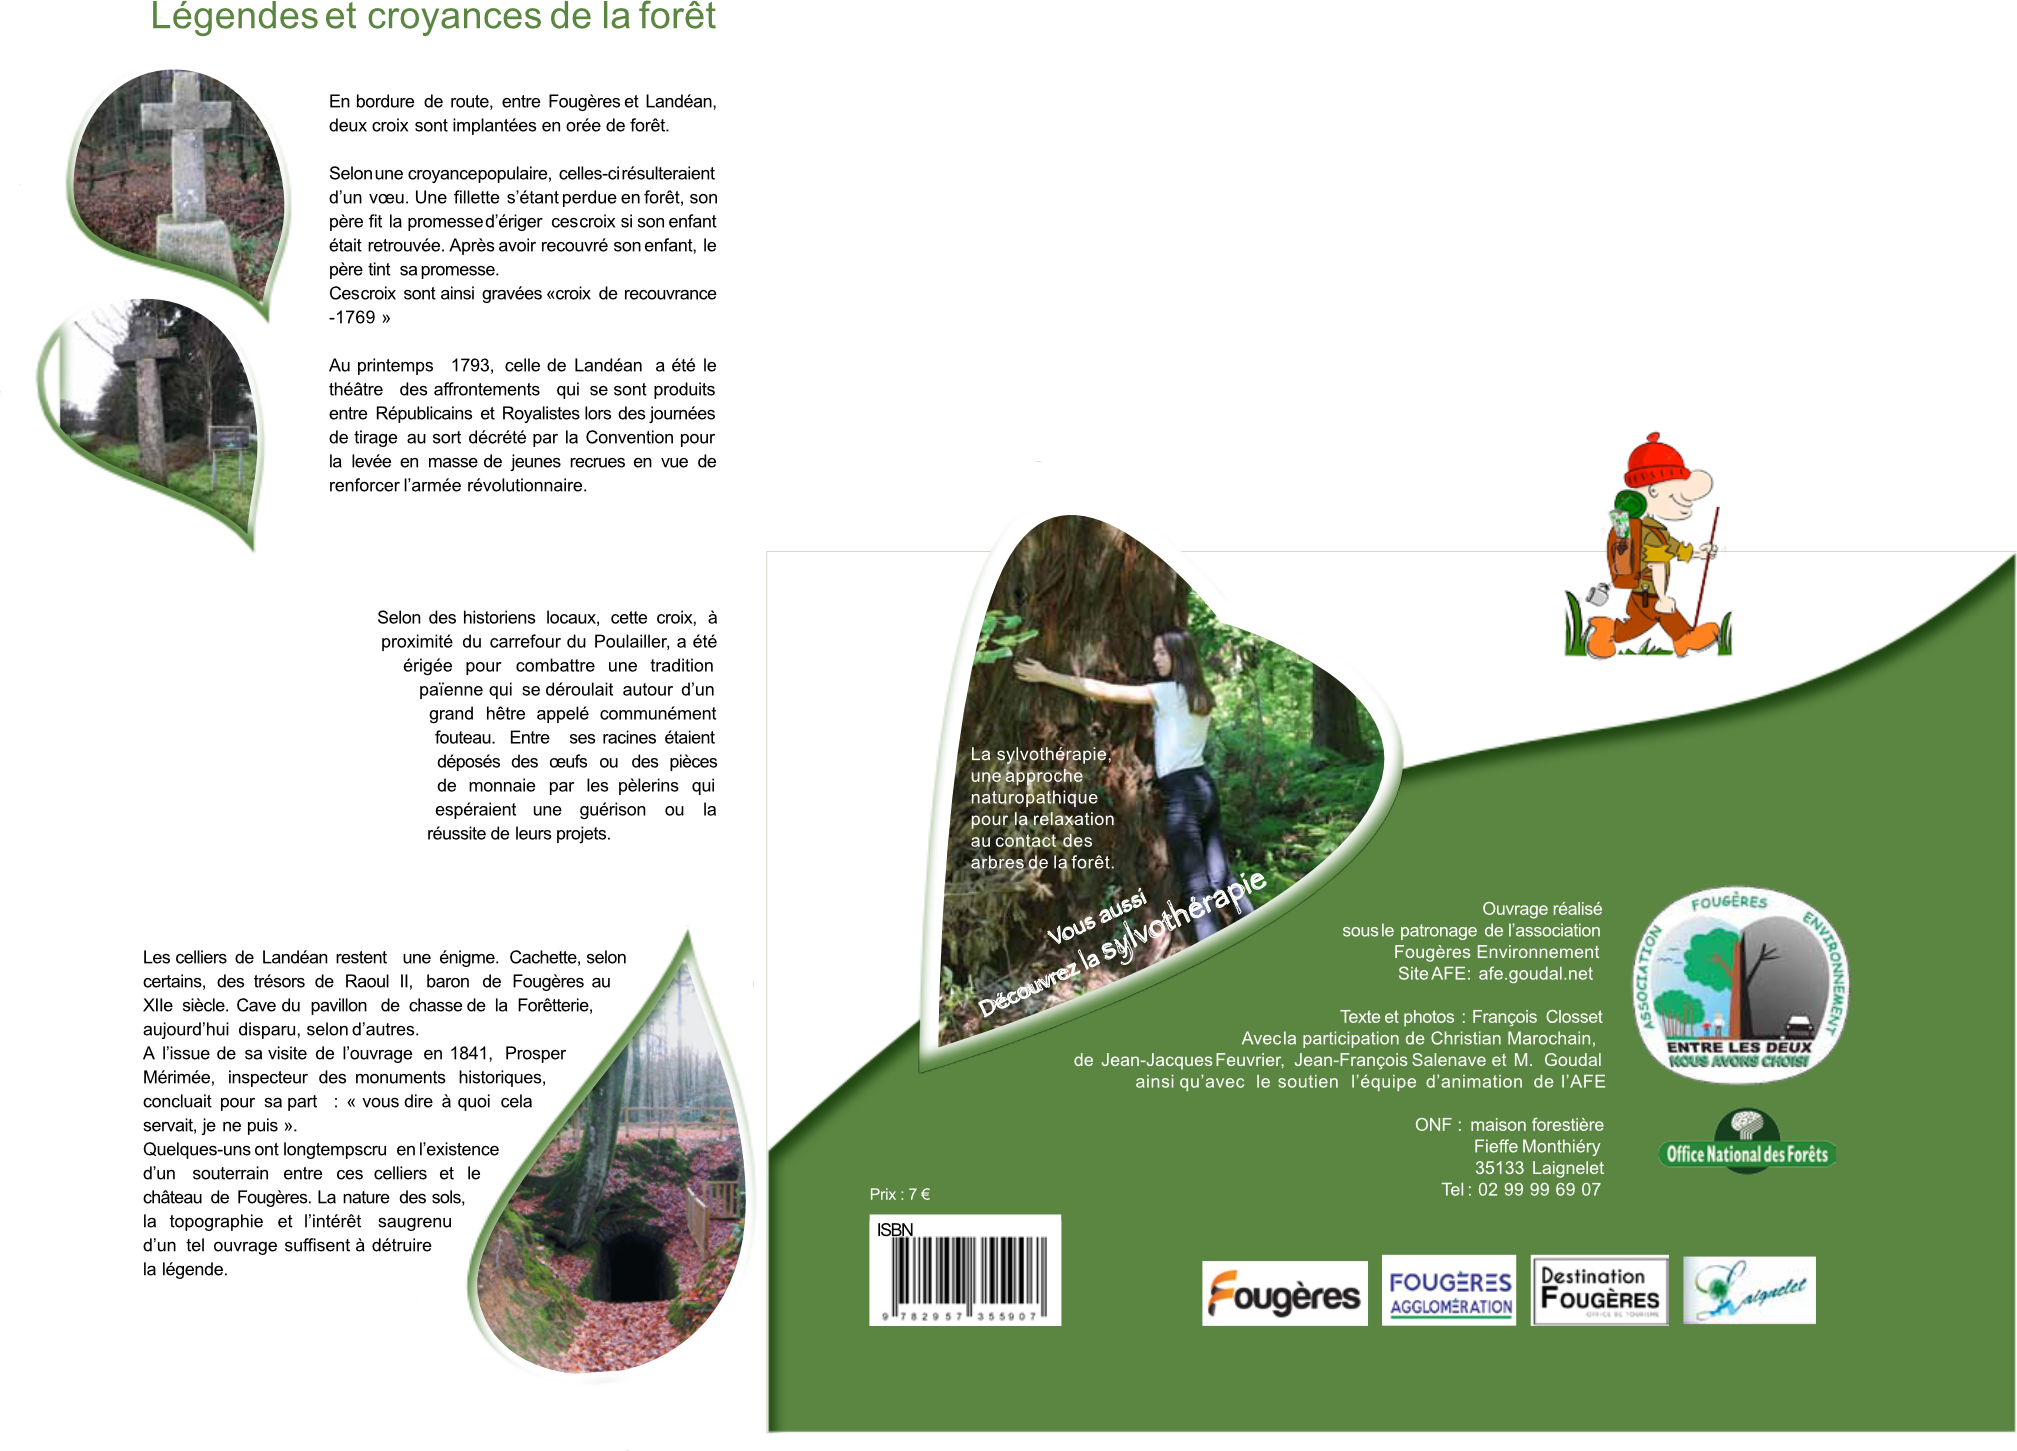 Légendes et croyances de la forêt
En bordure de route, entre Fougères et Landéan,
deux croix sont implantées en orée de forêt.
Selon une croyance populaire, celles-ci résulteraient
d’un vœu. Une fillette s’étant perdue en forêt, son
père fit la promesse d’ériger ces croix si son enfant
était retrouvée. Après avoir recouvré son enfant, le
père tint sa promesse.
Ces croix sont ainsi gravées «croix de recouvrance
-1769 »
Au printemps 1793, celle de Landéan a été le
théâtre des affrontements qui se sont produits
entre Républicains et Royalistes lors des journées
de tirage au sort décrété par la Convention pour
la levée en masse de jeunes recrues en vue de
renforcer l’armée révolutionnaire.
Selon des historiens locaux, cette croix, à
proximité du carrefour du Poulailler, a été
érigée pour combattre une tradition
païenne qui se déroulait autour d’un
grand hêtre appelé communément
fouteau. Entre ses racines étaient
déposés des œufs ou des pièces
de monnaie par les pèlerins qui
espéraient une guérison ou la
réussite de leurs projets.
Les celliers de Landéan restent une énigme. Cachette, selon
certains, des trésors de Raoul II, baron de Fougères au
XIIe siècle. Cave du pavillon de chasse de la Forêtterie,
aujourd’hui disparu, selon d’autres.
A l’issue de sa visite de l’ouvrage en 1841, Prosper
Mérimée, inspecteur des monuments historiques,
concluait pour sa part : « vous dire à quoi cela
servait, je ne puis ».
Quelques-uns ont longtemps cru en l’existence
d’un souterrain entre ces celliers et le
château de Fougères. La nature des sols,
la topographie et l’intérêt saugrenu
d’un tel ouvrage suffisent à détruire
la légende.
La sylvothérapie,
une approche
naturopathique
pour la relaxation
au contact des
arbres de la forêt.
Vous aussi
Découvrez la sylvothérapie
Ouvrage réalisé
sous le patronage de l’association
Fougères Environnement
Site AFE: afe.goudal.net
Texte et photos : François Closset
Avec la participation de Christian Marochain,
de Jean-Jacques Feuvrier, Jean-François Salenave et M. Goudal
ainsi qu’avec le soutien l’équipe d’animation de l’AFE
ONF : maison forestière
Fieffe Monthiéry
35133 Laignelet
Tel : 02 99 99 69 07
ASSOCIATION FOUGÈRES ENVIRONNEMENT
ENTRE LES DEUX
NOUS AVONS CHOISI
Office National des Forêts
Prix : 7 €
ISBN
9 782957 355907
Fougères
FOUGÈRES
AGGLOMÉRATION
Destination
FOUGÈRES
OFFICE DE TOURISME
Laignelet